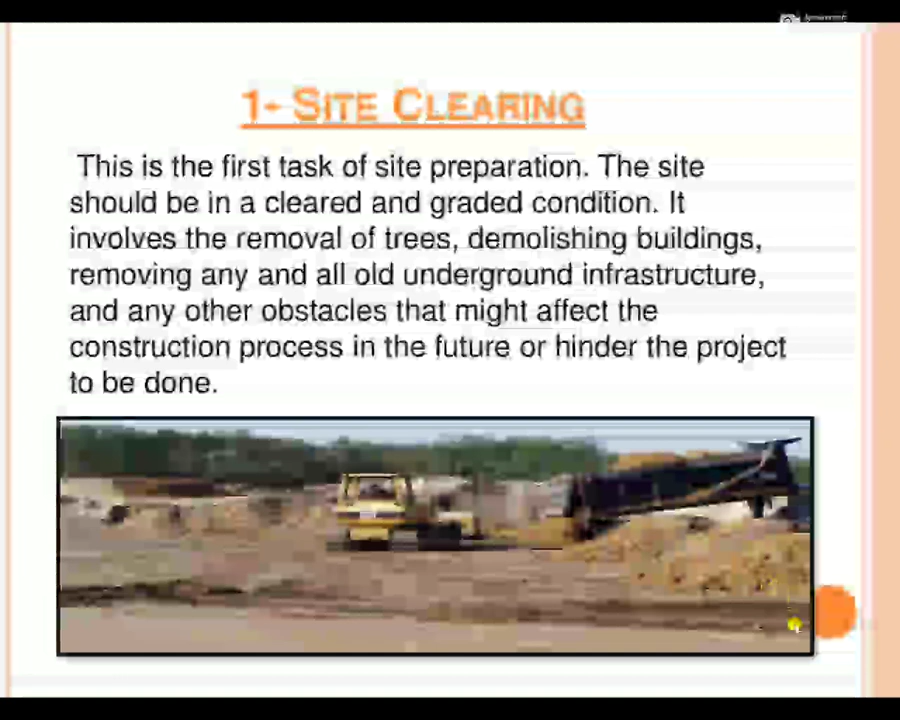 1- SITE CLEARING
This is the first task of site preparation. The site
should be in a cleared and graded condition. It
involves the removal of trees, demolishing buildings,
removing any and all old underground infrastructure,
and any other obstacles that might affect the
construction process in the future or hinder the project
to be done.